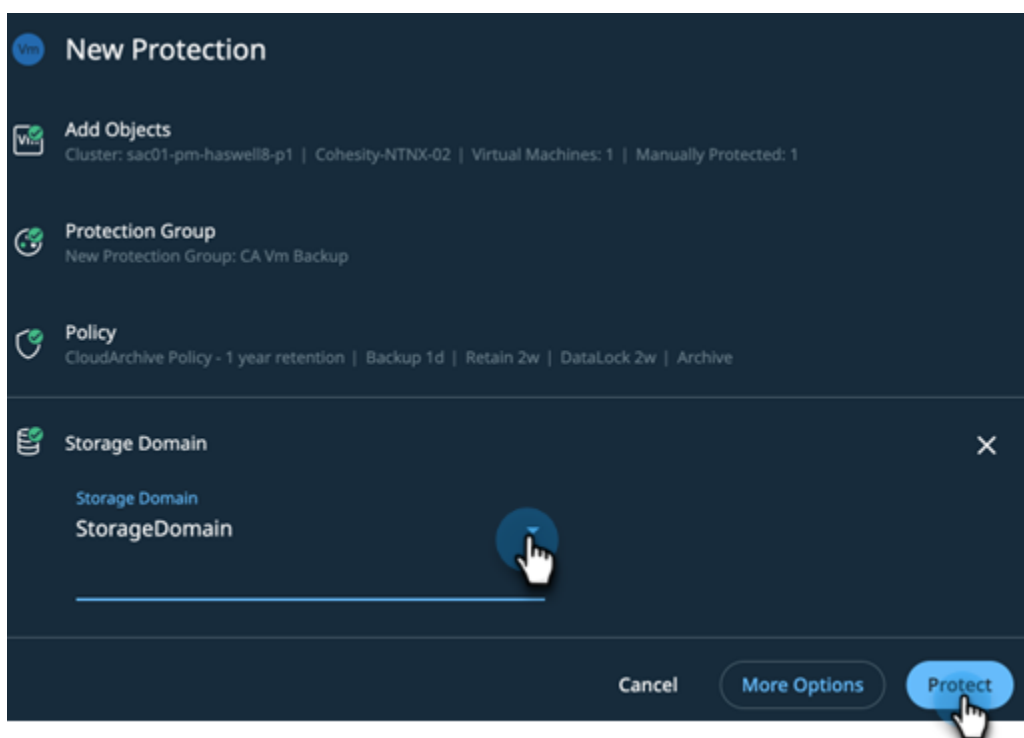 Vm
New Protection
Add Objects
Cluster: sac01-pm-haswell8-p1 | Cohesity-NTNX-02 | Virtual Machines: 1 | Manually Protected: 1
Protection Group
New Protection Group: CA Vm Backup
Policy
CloudArchive Policy - 1 year retention | Backup 1d | Retain 2w | DataLock 2w | Archive
Storage Domain
Storage Domain
StorageDomain
Cancel
More Options
Protect